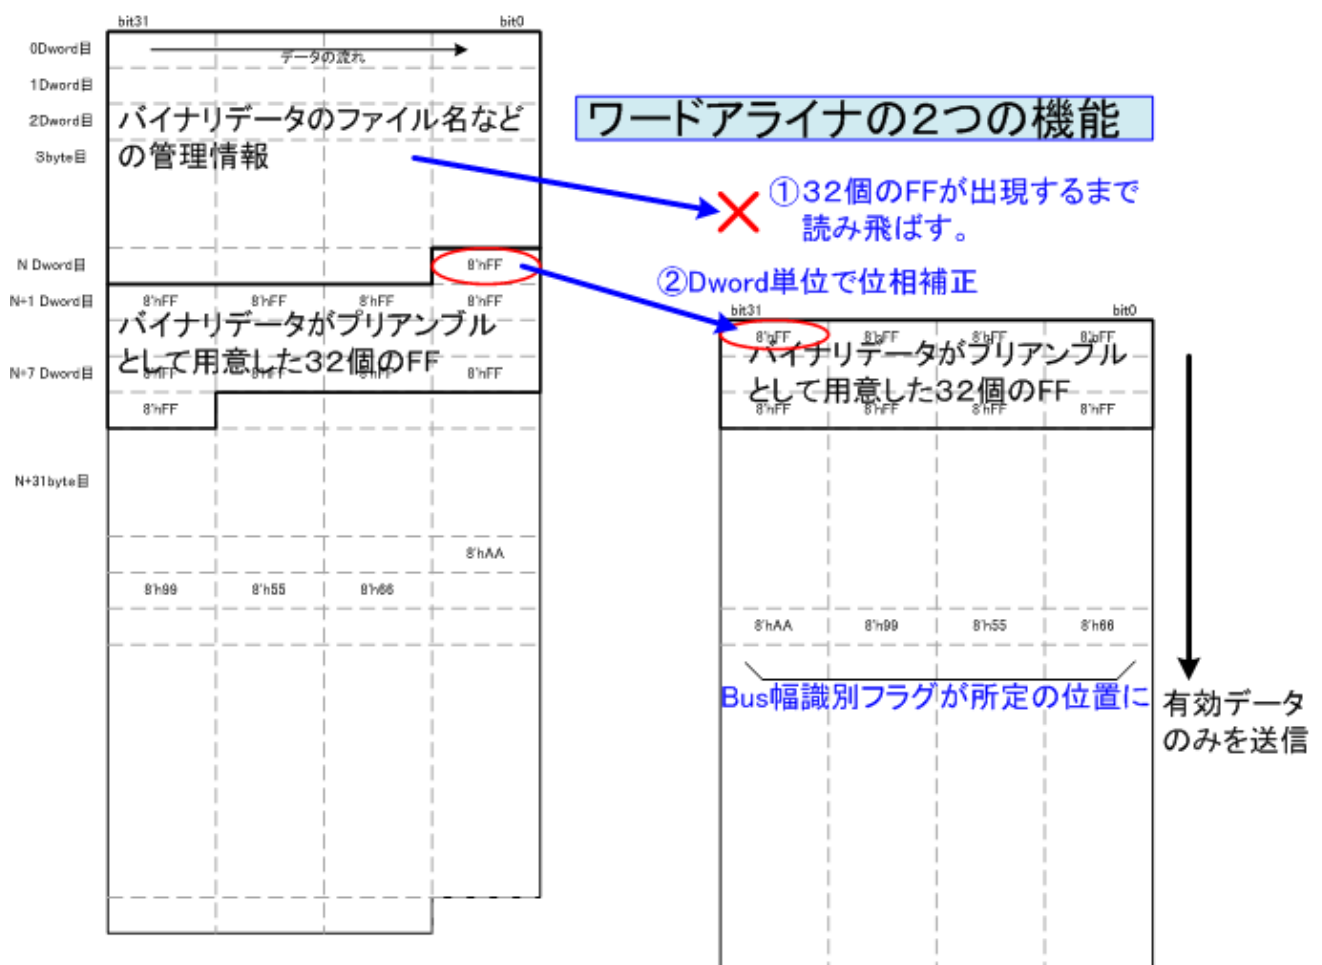 bit31 bit0
0Dword目
データの流れ
1Dword目
2Dword目
バイナリデータのファイル名など
の管理情報
3byte目
ワードアライナの2つの機能
①32個のFFが出現するまで
読み飛ばす。
N Dword目
8'hFF
②Dword単位で位相補正
N+1 Dword目
8'hFF 8'hFF 8'hFF 8'hFF
バイナリデータがプリアンブル
として用意した32個のFF
N+7 Dword目
8'hFF 8'hFF 8'hFF 8'hFF
8'hFF
bit31 bit0
8'hFF 8'hFF 8'hFF 8'hFF
バイナリデータがプリアンブル
として用意した32個のFF
8'hFF 8'hFF 8'hFF 8'hFF
N+31byte目
8'hAA
8'h99 8'h55 8'h66
8'hAA 8'h99 8'h55 8'h66
Bus幅識別フラグが所定の位置に
有効データ
のみを送信